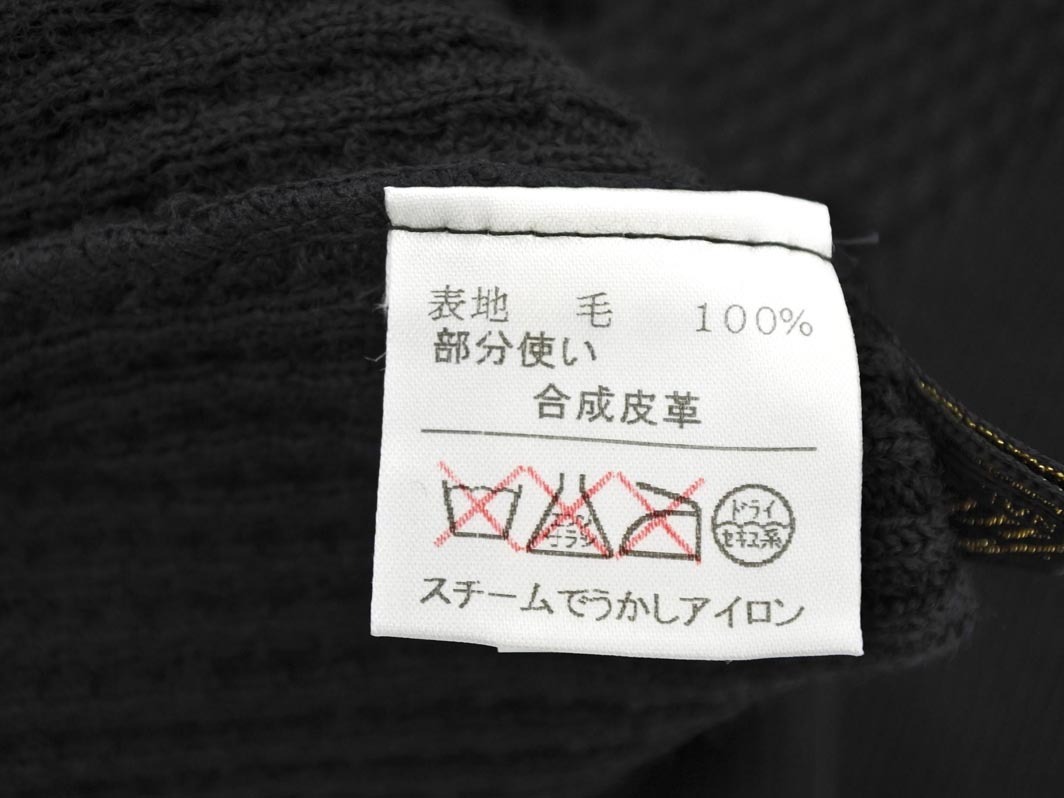 表地 毛 100%
部分使い
合成皮革
エンソ サラシ
ドライ
セキユ系
スチームでうかしアイロン